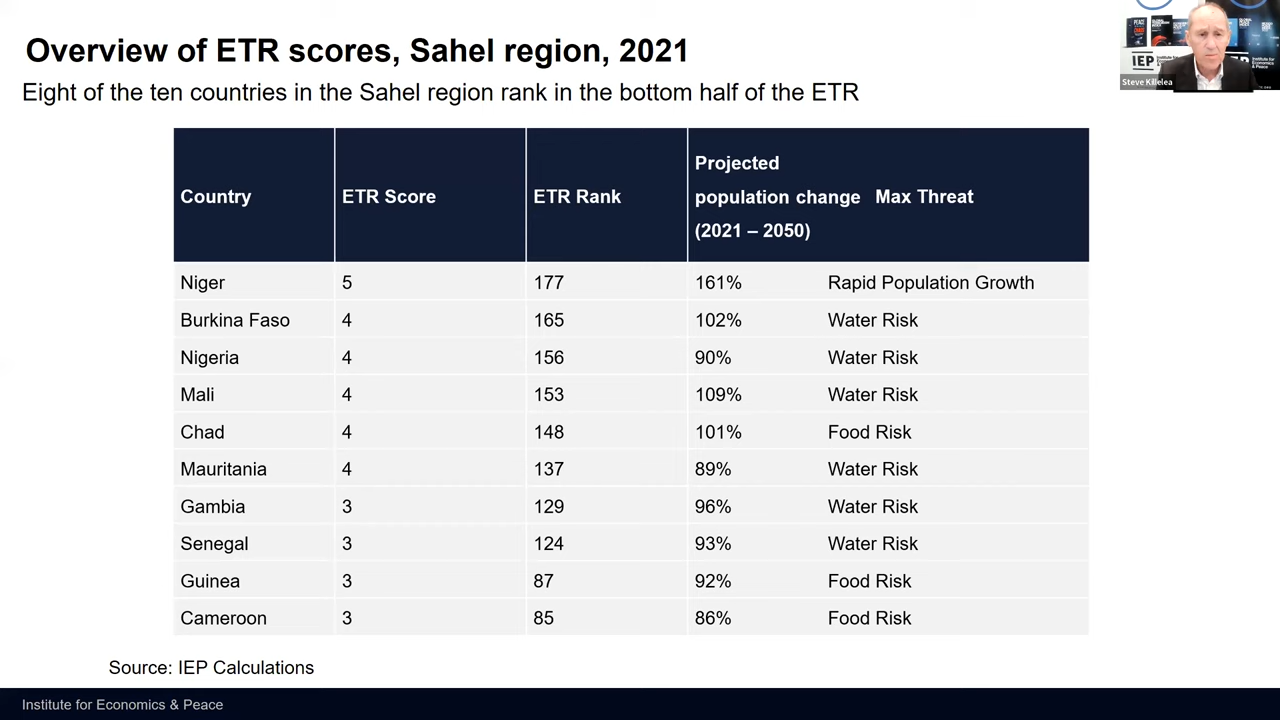 Overview of ETR scores, Sahel region, 2021
Eight of the ten countries in the Sahel region rank in the bottom half of the ETR
Country ETR Score ETR Rank Projected population change (2021 – 2050) Max Threat
Niger 5 177 161% Rapid Population Growth
Burkina Faso 4 165 102% Water Risk
Nigeria 4 156 90% Water Risk
Mali 4 153 109% Water Risk
Chad 4 148 101% Food Risk
Mauritania 4 137 89% Water Risk
Gambia 3 129 96% Water Risk
Senegal 3 124 93% Water Risk
Guinea 3 87 92% Food Risk
Cameroon 3 85 86% Food Risk
Source: IEP Calculations
Institute for Economics & Peace
IEP
Steve Killelea